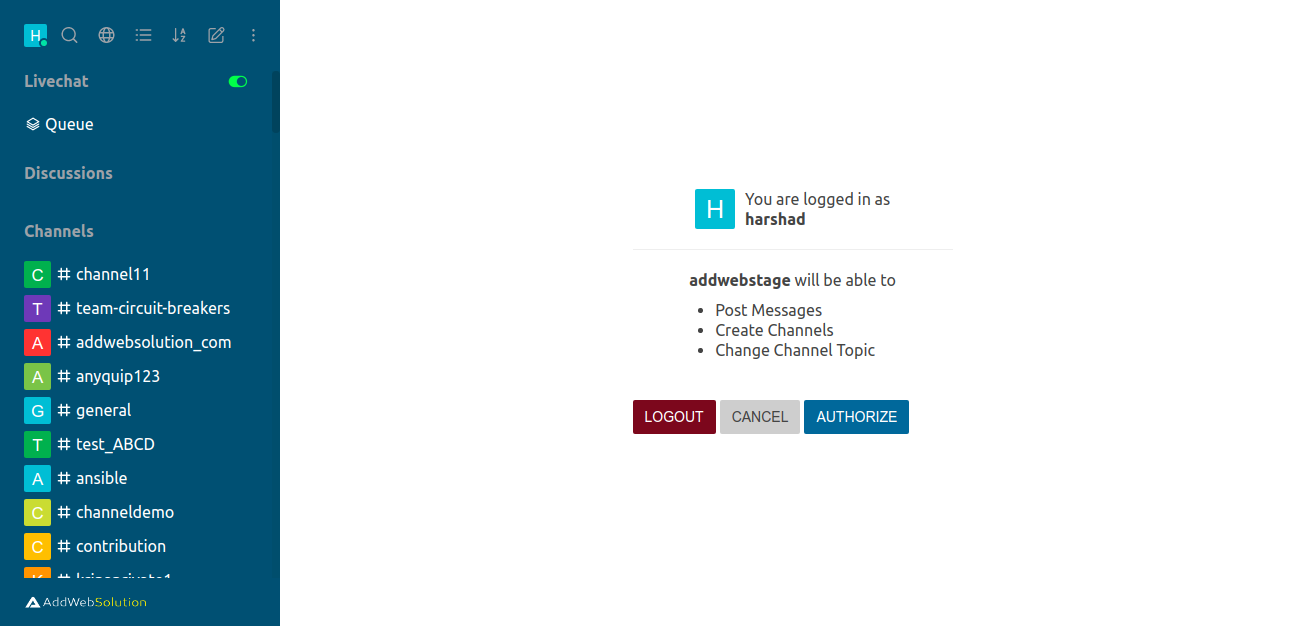 H
Livechat
Queue
Discussions
Channels
C # channel11
T # team-circuit-breakers
A # addwebsolution_com
A # anyquip123
G # general
T # test_ABCD
A # ansible
C # channeldemo
C # contribution
AddWebSolution
H
You are logged in as
harshad
addwebstage will be able to
• Post Messages
• Create Channels
• Change Channel Topic
LOGOUT CANCEL AUTHORIZE